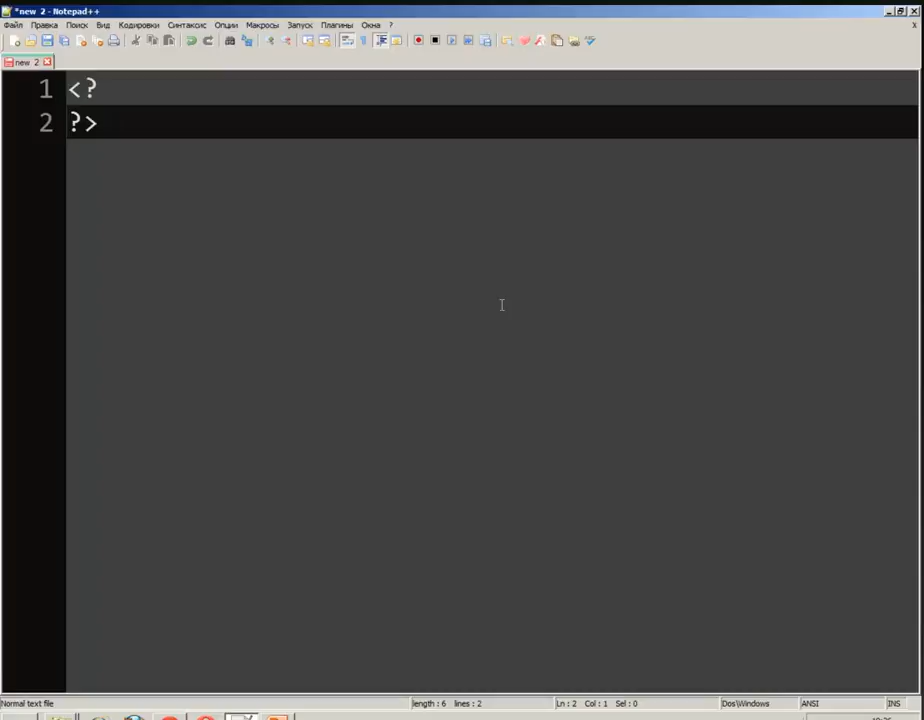 *new 2 - Notepad++
Файл Правка Поиск Вид Кодировки Синтаксис Опции Макросы Запуск Плагины Окна ? X
new 2
1 <?
2 ?>
Normal text file length : 6 lines : 2 Ln : 2 Col : 1 Sel : 0 Dos\Windows ANSI INS